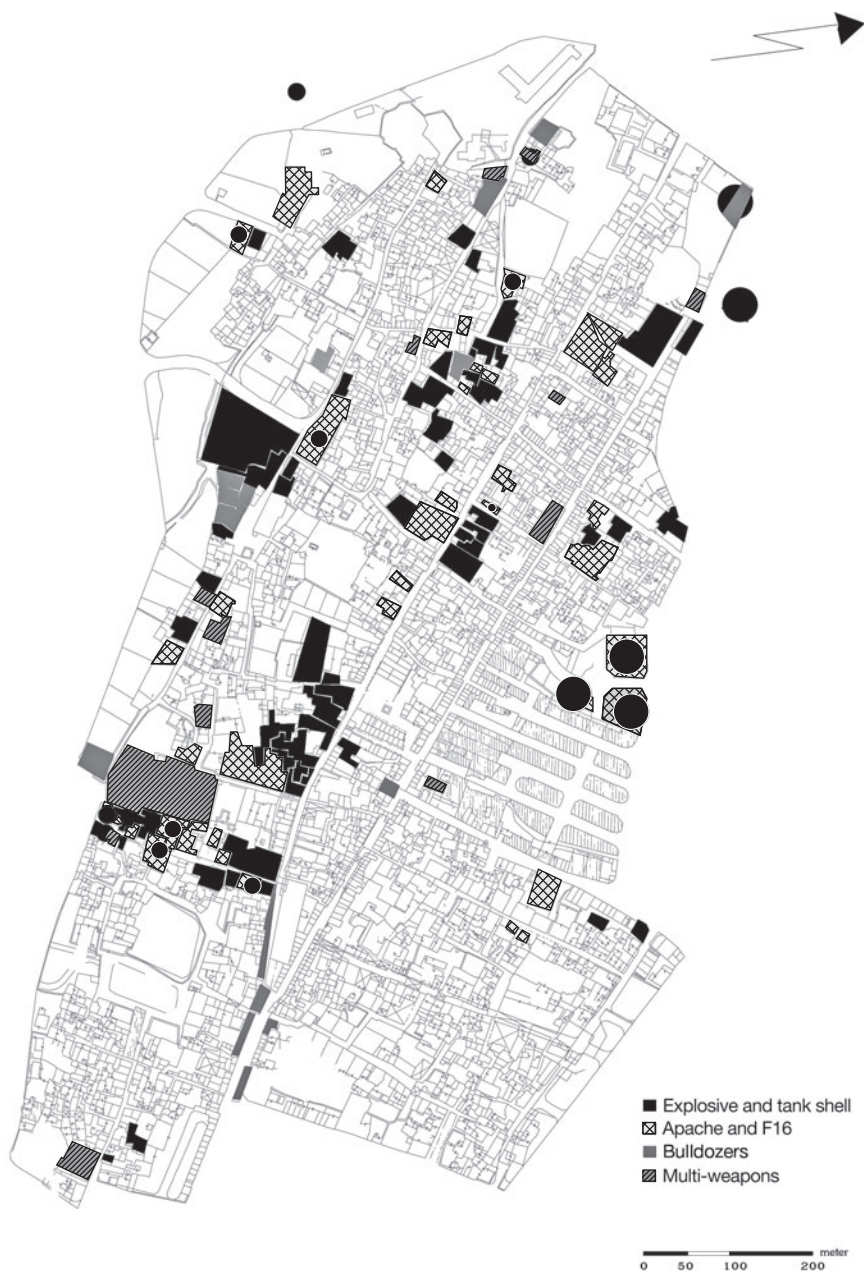 Explosive and tank shell
Apache and F16
Bulldozers
Multi-weapons
meter
0 50 100 200